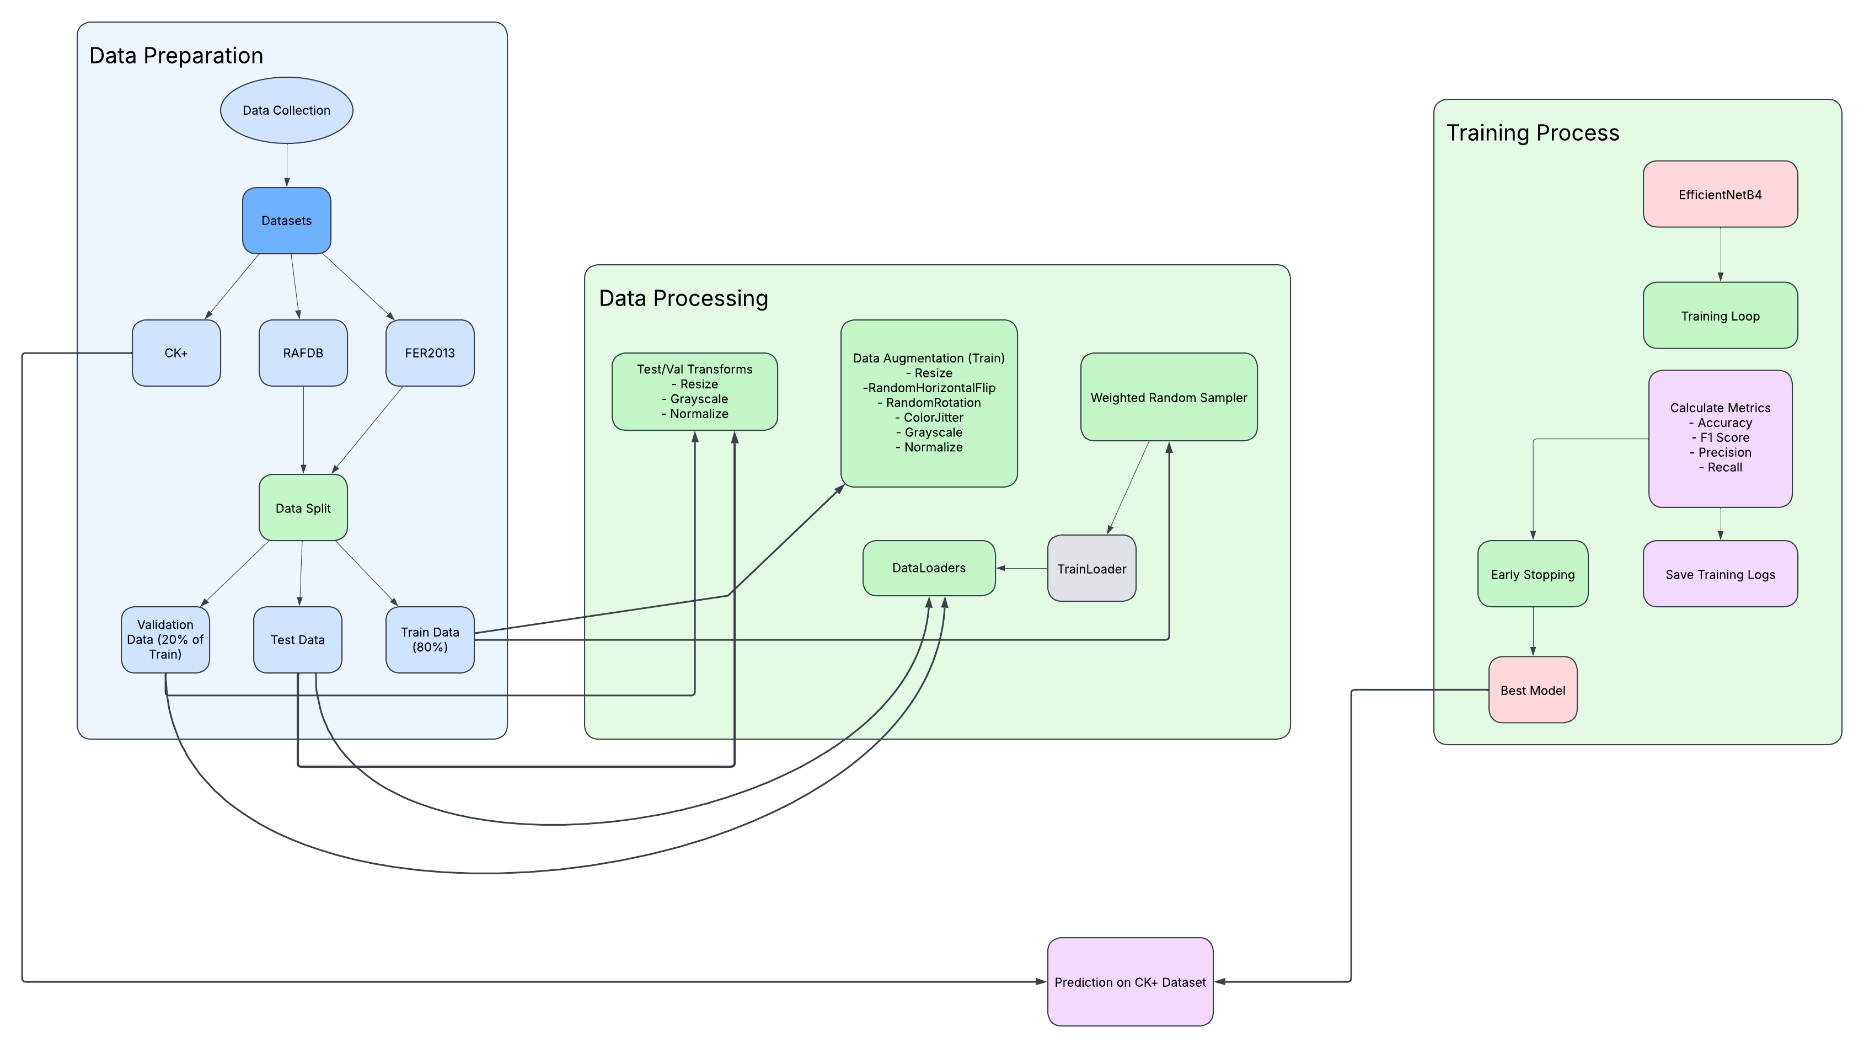 Data Preparation
Data Collection
Datasets
CK+
RAFDB
FER2013
Data Split
Validation
Data (20% of
Train)
Test Data
Train Data
(80%)
Data Processing
Test/Val Transforms
- Resize
- Grayscale
- Normalize
Data Augmentation (Train)
- Resize
-RandomHorizontalFlip
- RandomRotation
- ColorJitter
- Grayscale
- Normalize
Weighted Random Sampler
DataLoaders
TrainLoader
Training Process
EfficientNetB4
Training Loop
Calculate Metrics
- Accuracy
- F1 Score
- Precision
- Recall
Early Stopping
Save Training Logs
Best Model
Prediction on CK+ Dataset